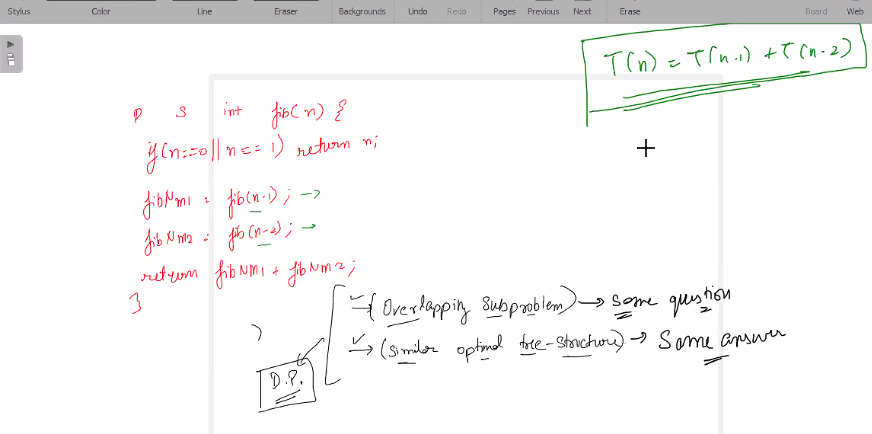 Stylus Color Line Eraser Backgrounds Undo Redo Pages Previous Next Erase Board Web
T(n) = T(n-1) + T(n-2)
P S int fib(n) {
if(n==0 || n == 1) return n;
fibNm1 = fib(n-1); →
fibNm2 = fib(n-2); →
return fibNM1 + fibNM2;
}
→ (Overlapping Subproblem) → Same question
→ (Similar optimal tree-structure) → Same answer
D.P.